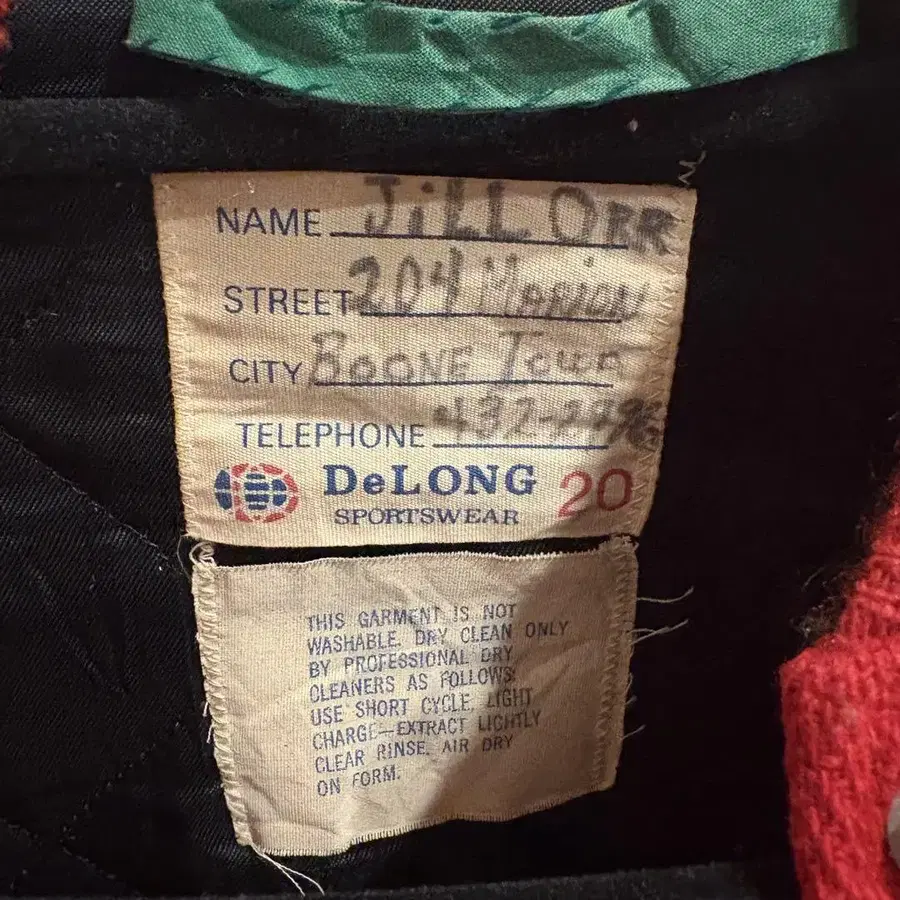 NAME JiLL ORR
STREET 204 MARION
CITY BOONE IOWA
TELEPHONE
DeLONG 20
SPORTSWEAR
THIS GARMENT IS NOT
WASHABLE. DRY CLEAN ONLY
BY PROFESSIONAL DRY
CLEANERS AS FOLLOWS:
USE SHORT CYCLE, LIGHT
CHARGE—EXTRACT LIGHTLY
CLEAR RINSE. AIR DRY
ON FORM.